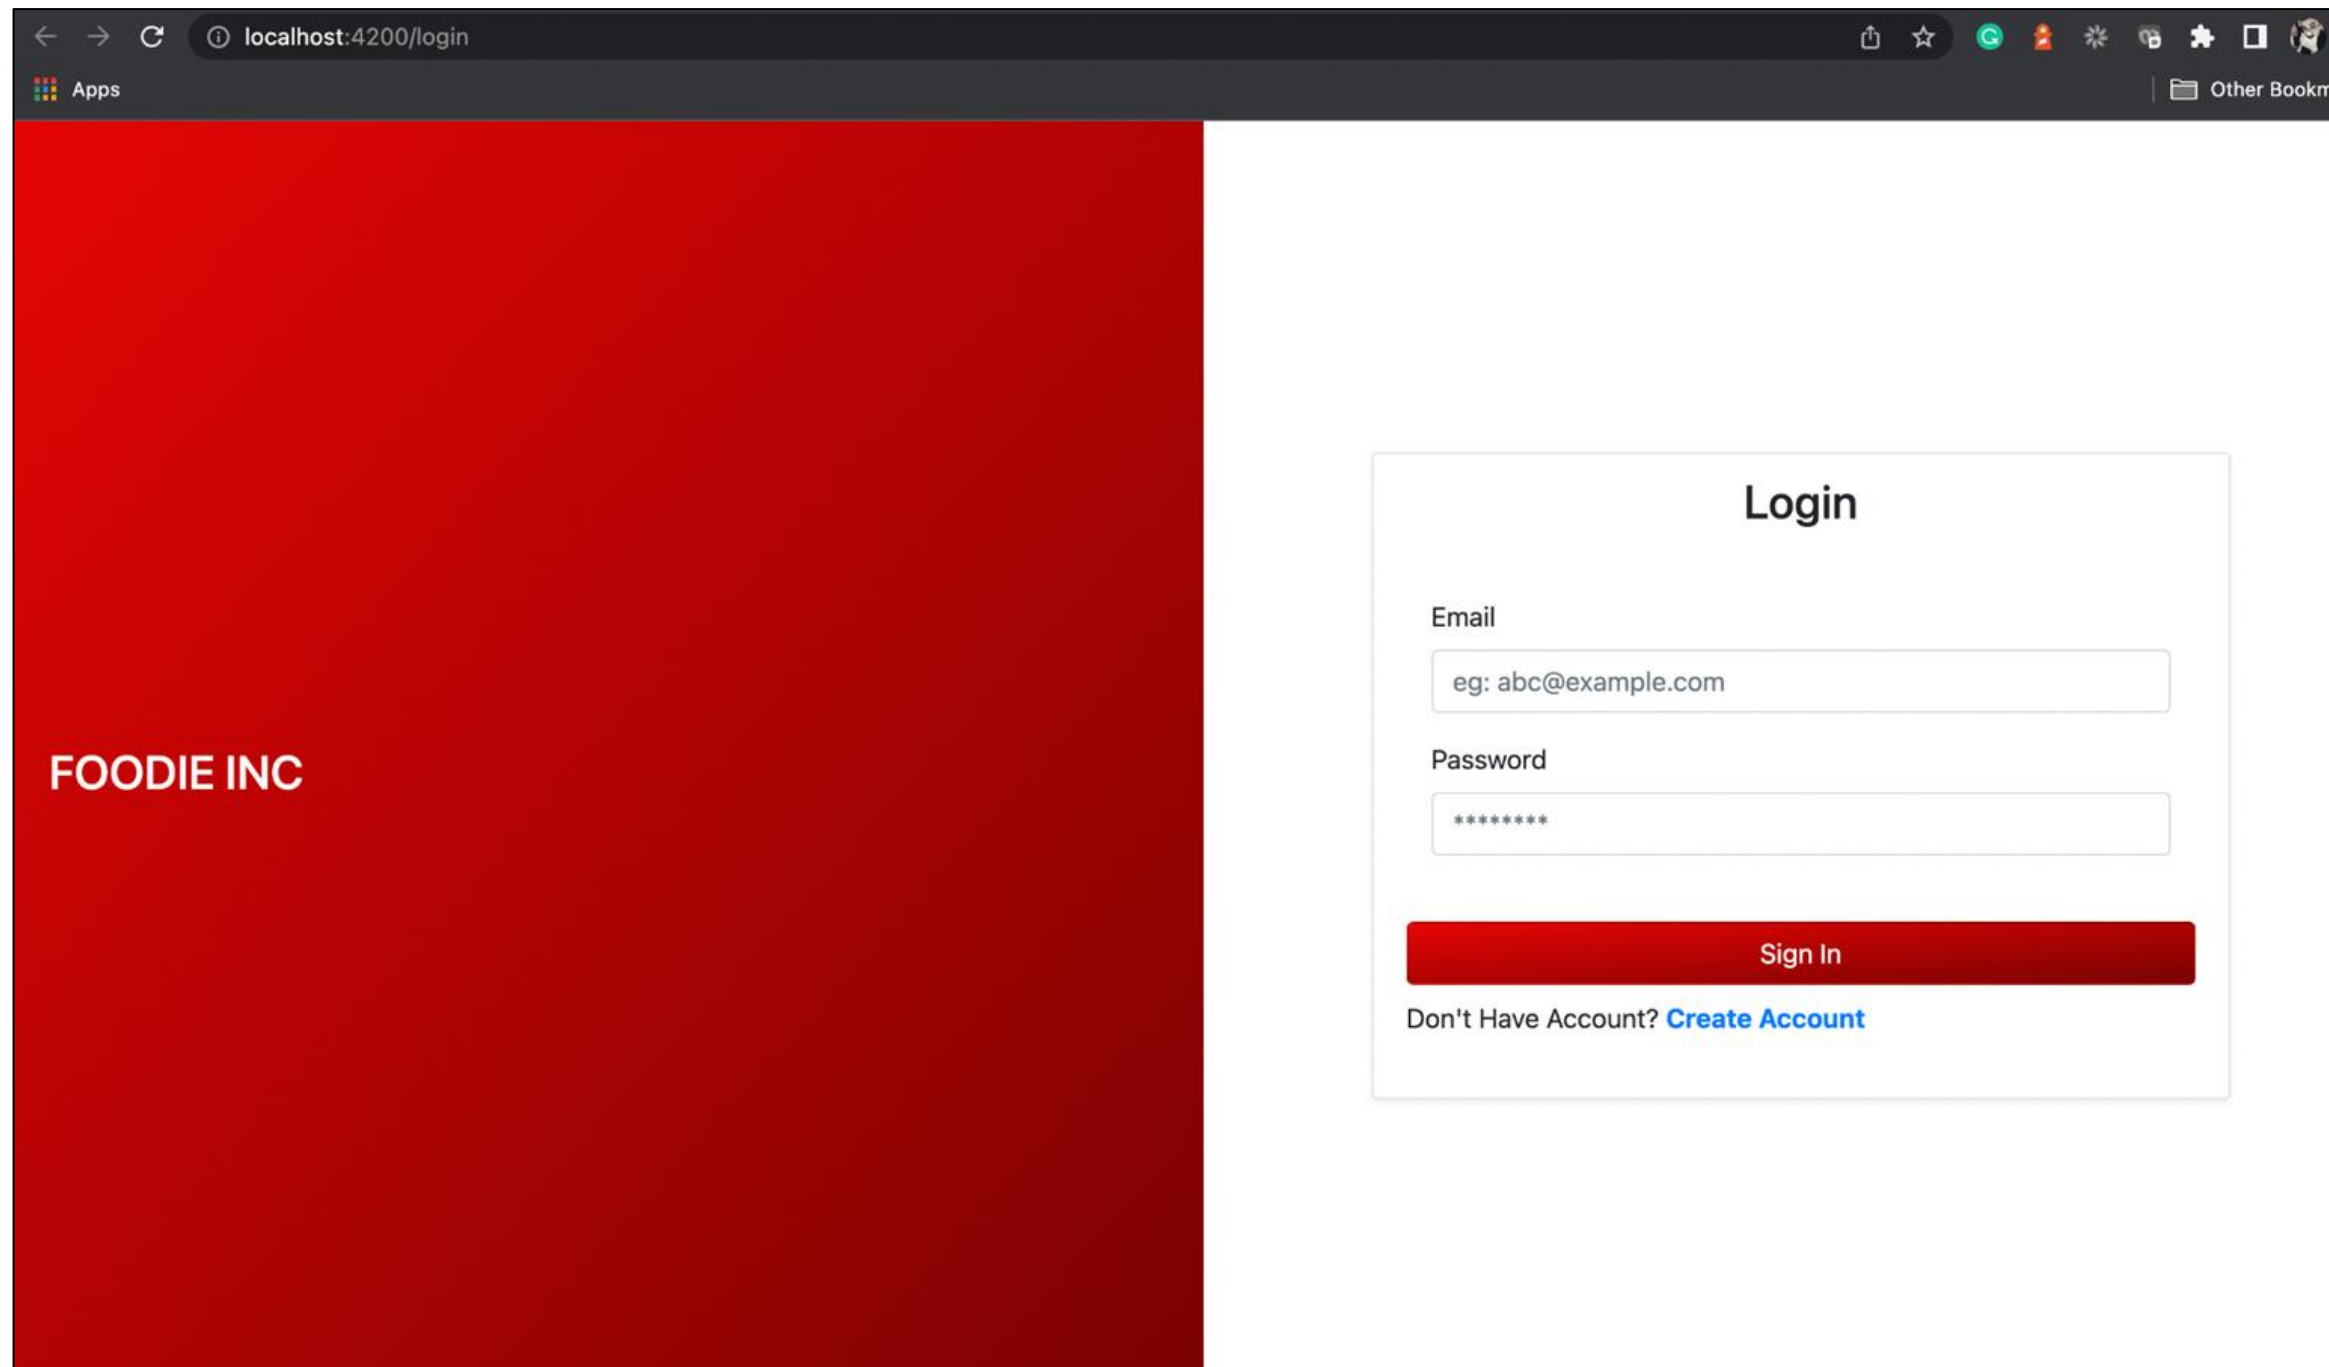 localhost:4200/login
Apps
Other Bookm
FOODIE INC
Login
Email
eg: abc@example.com
Password
********
Sign In
Don't Have Account? Create Account